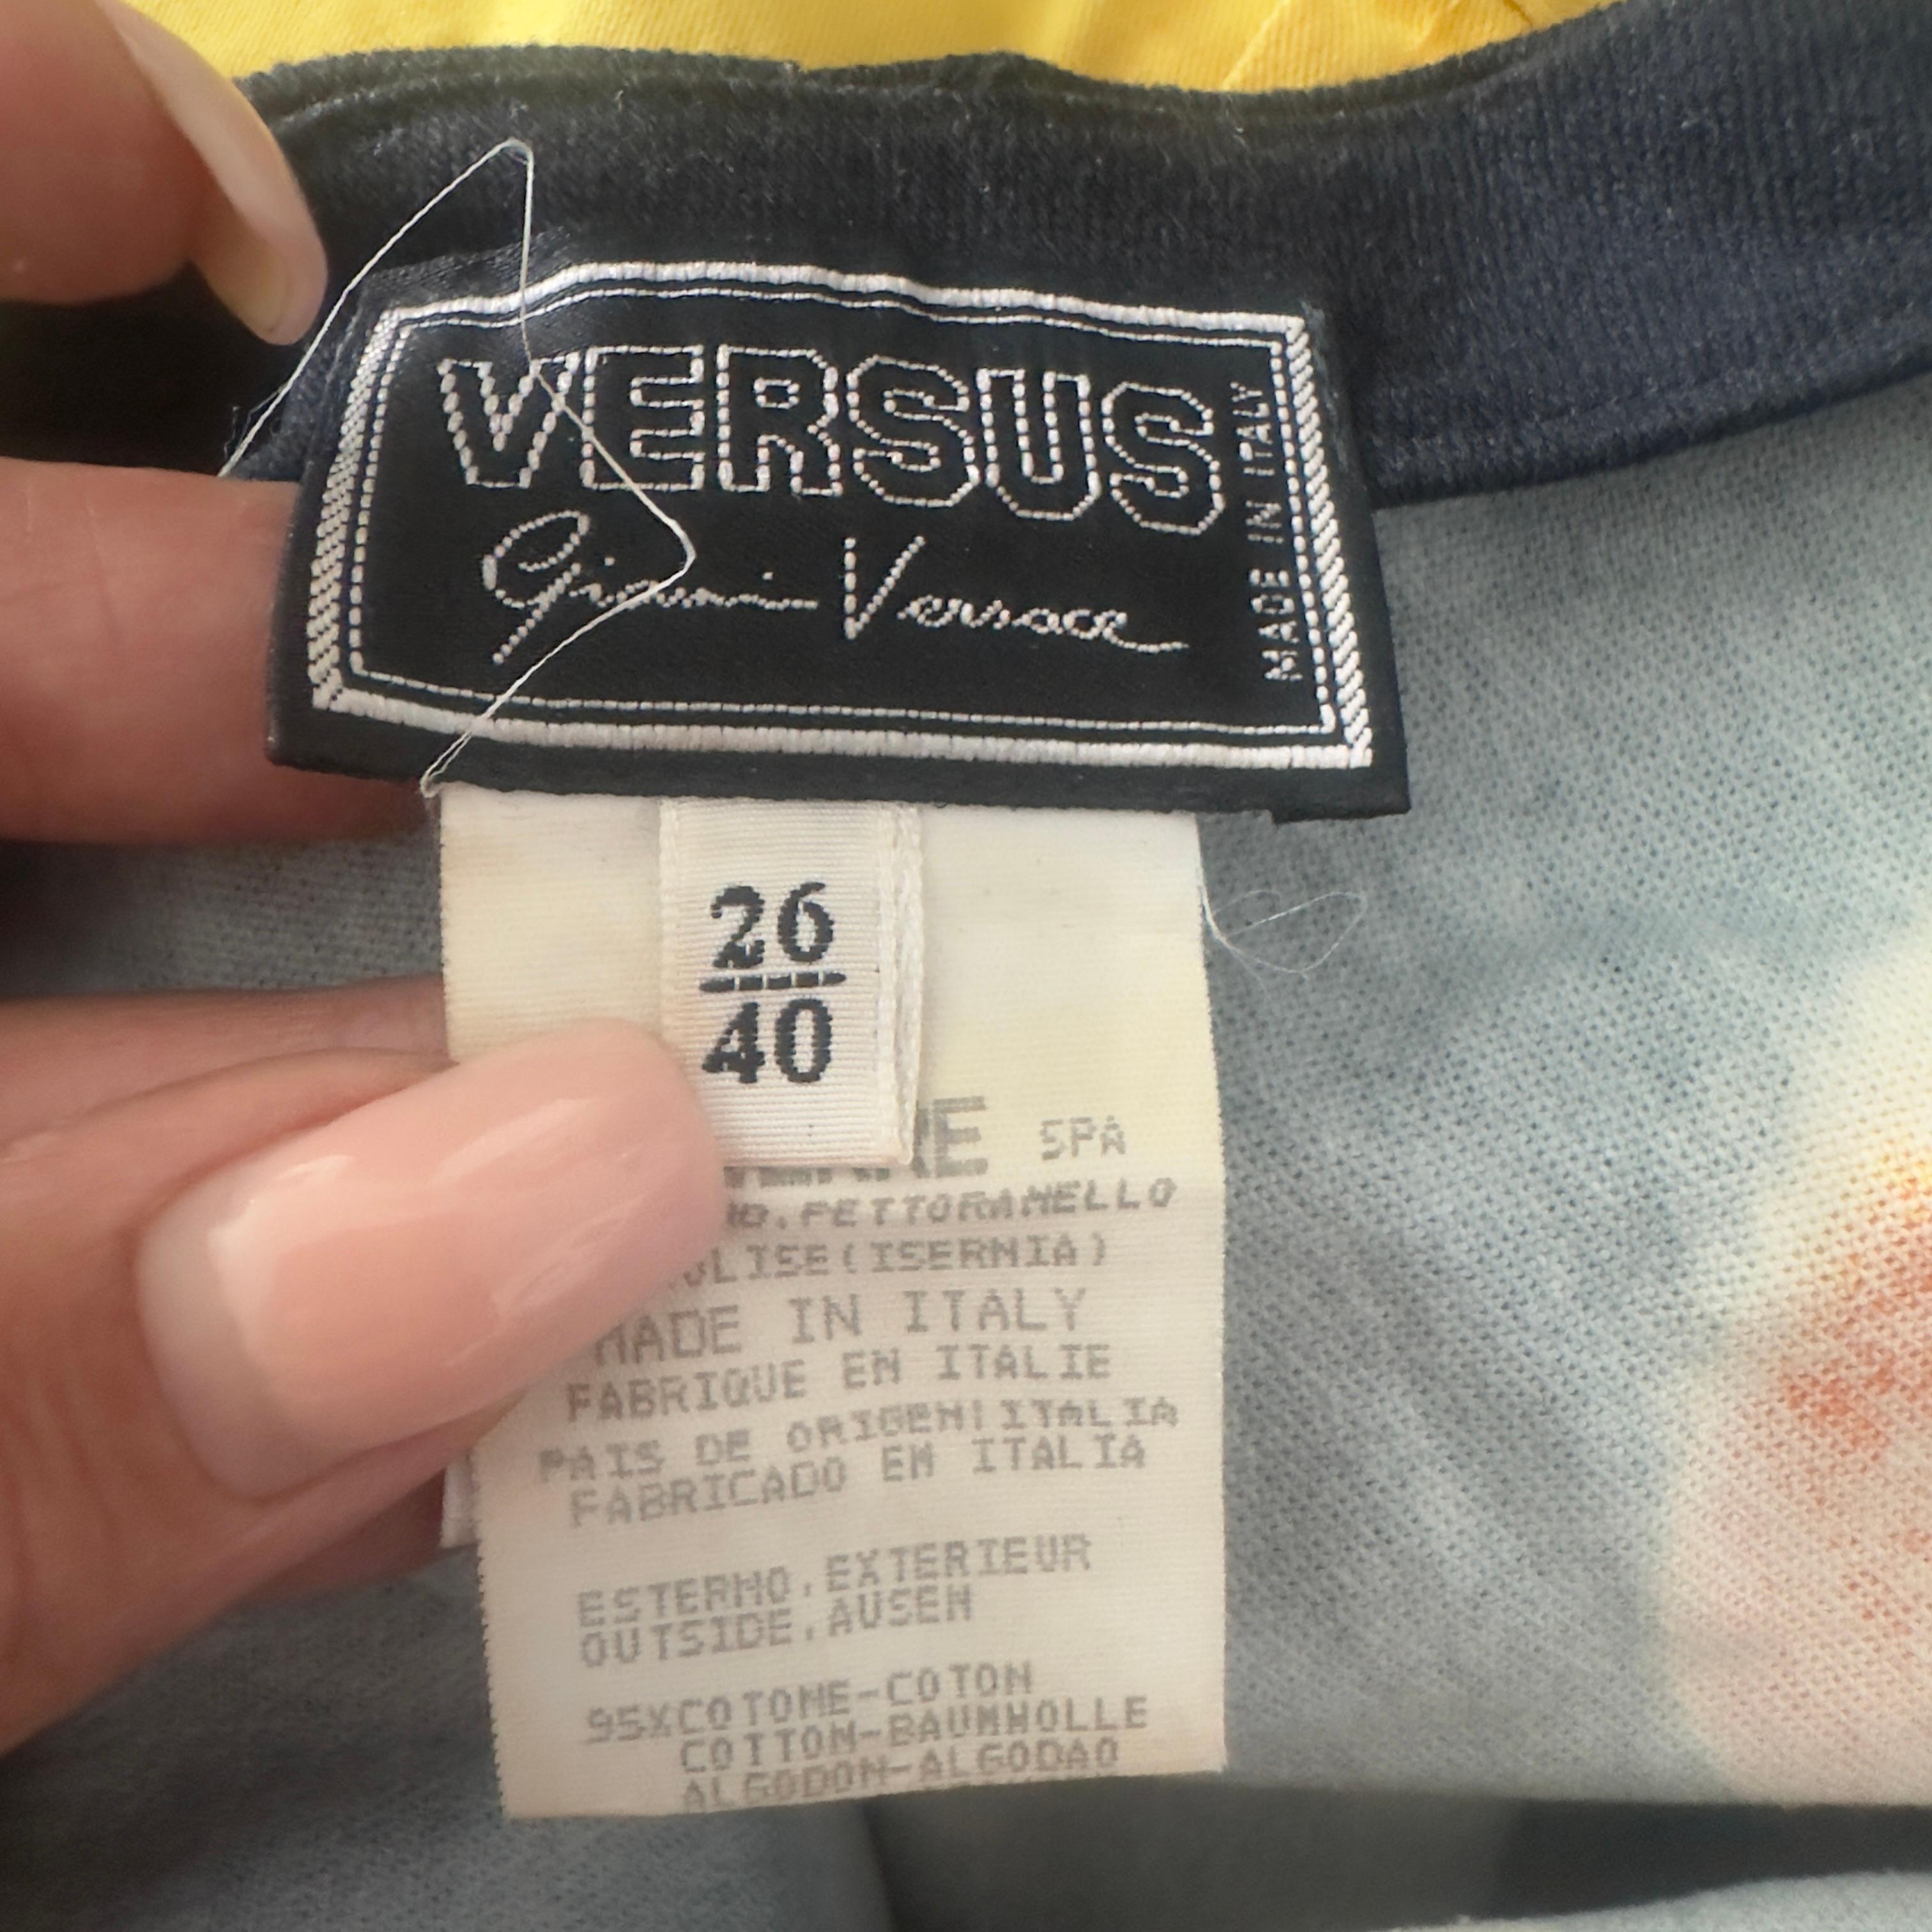 VERSUS
Gianni Versace
MADE IN ITALY
26
40
SPA
PETTORANELLO
(ISERNIA)
MADE IN ITALY
FABRIQUE EN ITALIE
PAIS DE ORIGEN:ITALIA
FABRICADO EM ITALIA
ESTERNO,EXTERIEUR
OUTSIDE,AUSEN
95%COTONE-COTON
COTTON-BAUMWOLLE
ALGODON-ALGODAO